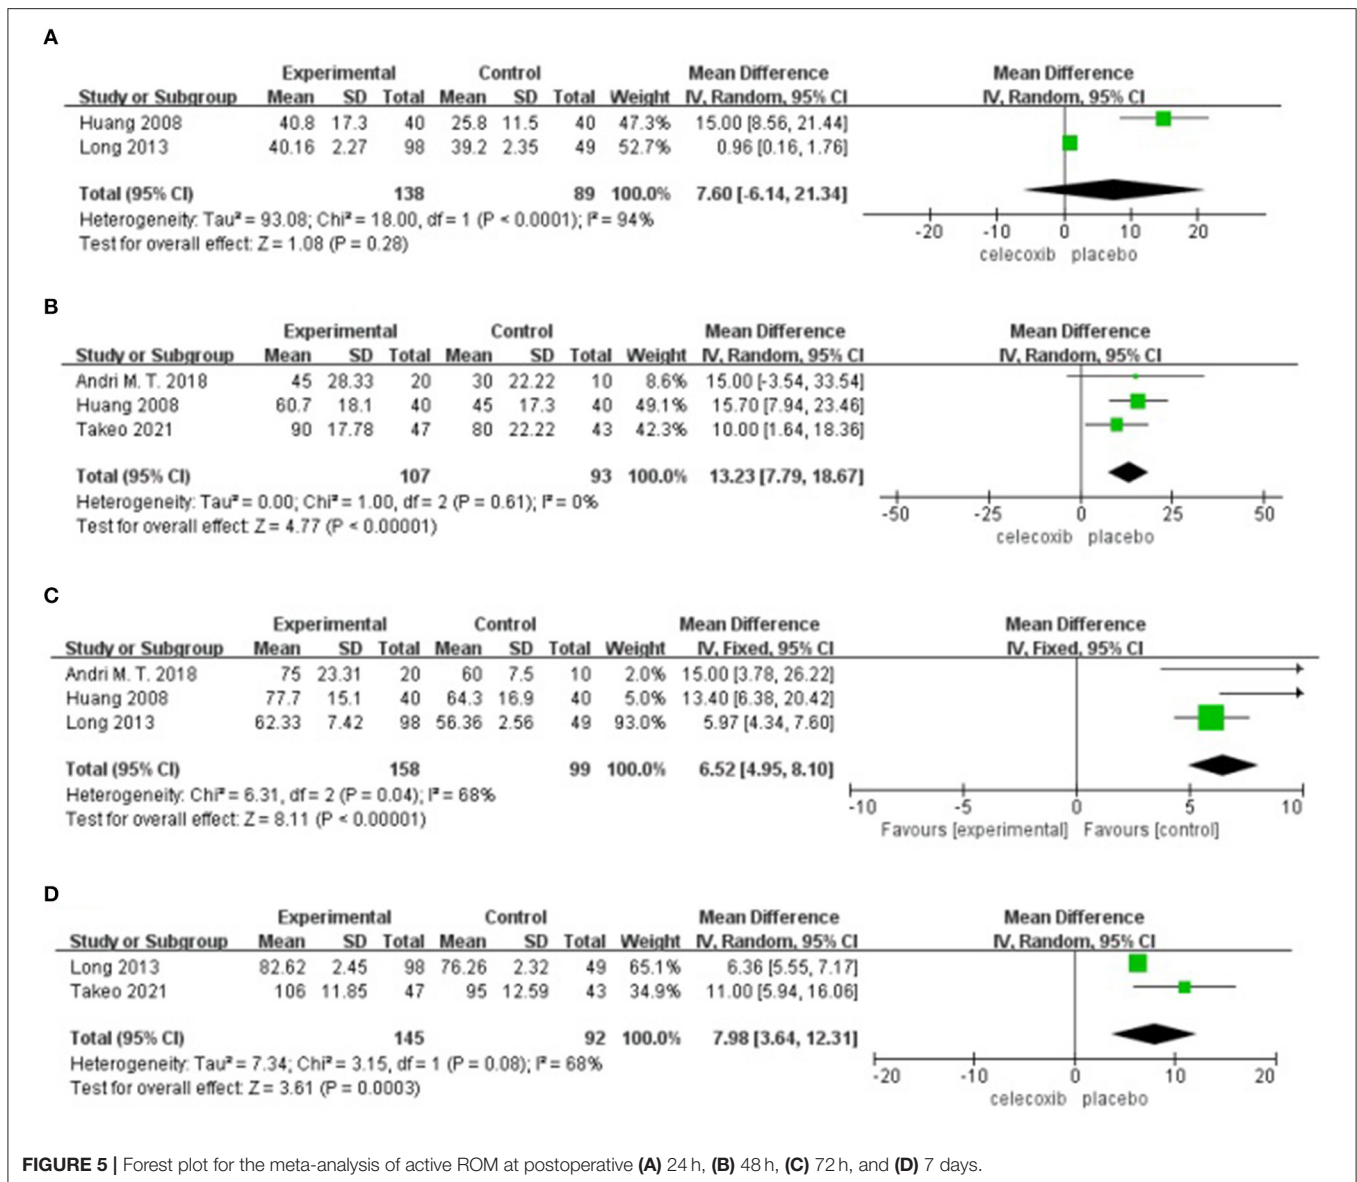 A
Experimental Control Mean Difference Mean Difference
Study or Subgroup Mean SD Total Mean SD Total Weight IV, Random, 95% CI IV, Random, 95% CI
Huang 2008 40.8 17.3 40 25.8 11.5 40 47.3% 15.00 [8.56, 21.44]
Long 2013 40.16 2.27 98 39.2 2.35 49 52.7% 0.96 [0.16, 1.76]
Total (95% CI) 138 89 100.0% 7.60 [-6.14, 21.34]
Heterogeneity: Tau² = 93.08; Chi² = 18.00, df = 1 (P < 0.0001); I² = 94%
Test for overall effect: Z = 1.08 (P = 0.28)
-20 -10 0 10 20
celecoxib placebo
B
Experimental Control Mean Difference Mean Difference
Study or Subgroup Mean SD Total Mean SD Total Weight IV, Random, 95% CI IV, Random, 95% CI
Andri M. T. 2018 45 28.33 20 30 22.22 10 8.6% 15.00 [-3.54, 33.54]
Huang 2008 60.7 18.1 40 45 17.3 40 49.1% 15.70 [7.94, 23.46]
Takeo 2021 90 17.78 47 80 22.22 43 42.3% 10.00 [1.64, 18.36]
Total (95% CI) 107 93 100.0% 13.23 [7.79, 18.67]
Heterogeneity: Tau² = 0.00; Chi² = 1.00, df = 2 (P = 0.61); I² = 0%
Test for overall effect: Z = 4.77 (P < 0.00001)
-50 -25 0 25 50
celecoxib placebo
C
Experimental Control Mean Difference Mean Difference
Study or Subgroup Mean SD Total Mean SD Total Weight IV, Fixed, 95% CI IV, Fixed, 95% CI
Andri M. T. 2018 75 23.31 20 60 7.5 10 2.0% 15.00 [3.78, 26.22]
Huang 2008 77.7 15.1 40 64.3 16.9 40 5.0% 13.40 [6.38, 20.42]
Long 2013 62.33 7.42 98 56.36 2.56 49 93.0% 5.97 [4.34, 7.60]
Total (95% CI) 158 99 100.0% 6.52 [4.95, 8.10]
Heterogeneity: Chi² = 6.31, df = 2 (P = 0.04); I² = 68%
Test for overall effect: Z = 8.11 (P < 0.00001)
-10 -5 0 5 10
Favours [experimental] Favours [control]
D
Experimental Control Mean Difference Mean Difference
Study or Subgroup Mean SD Total Mean SD Total Weight IV, Random, 95% CI IV, Random, 95% CI
Long 2013 82.62 2.45 98 76.26 2.32 49 65.1% 6.36 [5.55, 7.17]
Takeo 2021 106 11.85 47 95 12.59 43 34.9% 11.00 [5.94, 16.06]
Total (95% CI) 145 92 100.0% 7.98 [3.64, 12.31]
Heterogeneity: Tau² = 7.34; Chi² = 3.15, df = 1 (P = 0.08); I² = 68%
Test for overall effect: Z = 3.61 (P = 0.0003)
-20 -10 0 10 20
celecoxib placebo
FIGURE 5 | Forest plot for the meta-analysis of active ROM at postoperative (A) 24 h, (B) 48 h, (C) 72 h, and (D) 7 days.